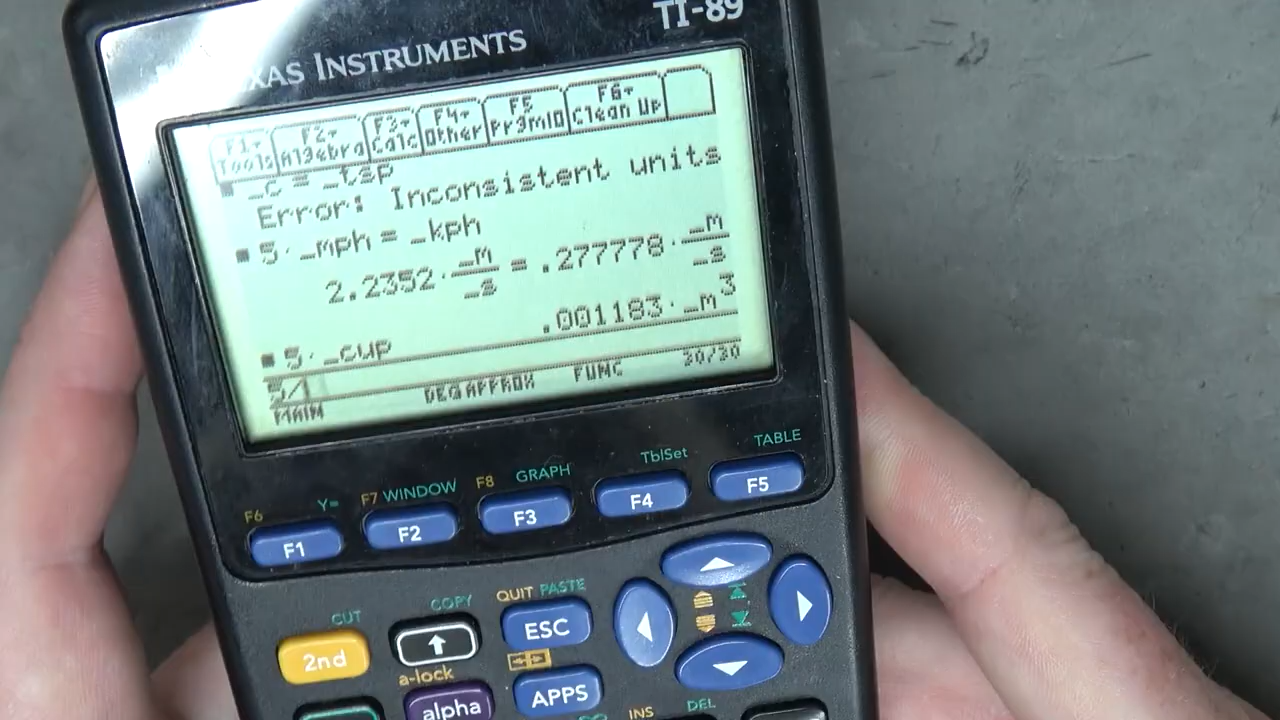 TEXAS INSTRUMENTS TI-89
F1▾ Tools F2▾ Algebra F3▾ Calc F4▾ Other F5 PrgmIO F6▾ Clean Up
▪ _c = _tsp
Error: Inconsistent units
▪ 5·_mph = _kph
2.2352·_m/_s = .277778·_m/_s
.001183·_m³
▪ 5·_cup
5/
MAIN DEG APPROX FUNC 30/30
F6 Y= F7 WINDOW F8 GRAPH TblSet TABLE
F1 F2 F3 F4 F5
CUT COPY QUIT PASTE
2nd ESC
a-lock
alpha APPS
INS DEL